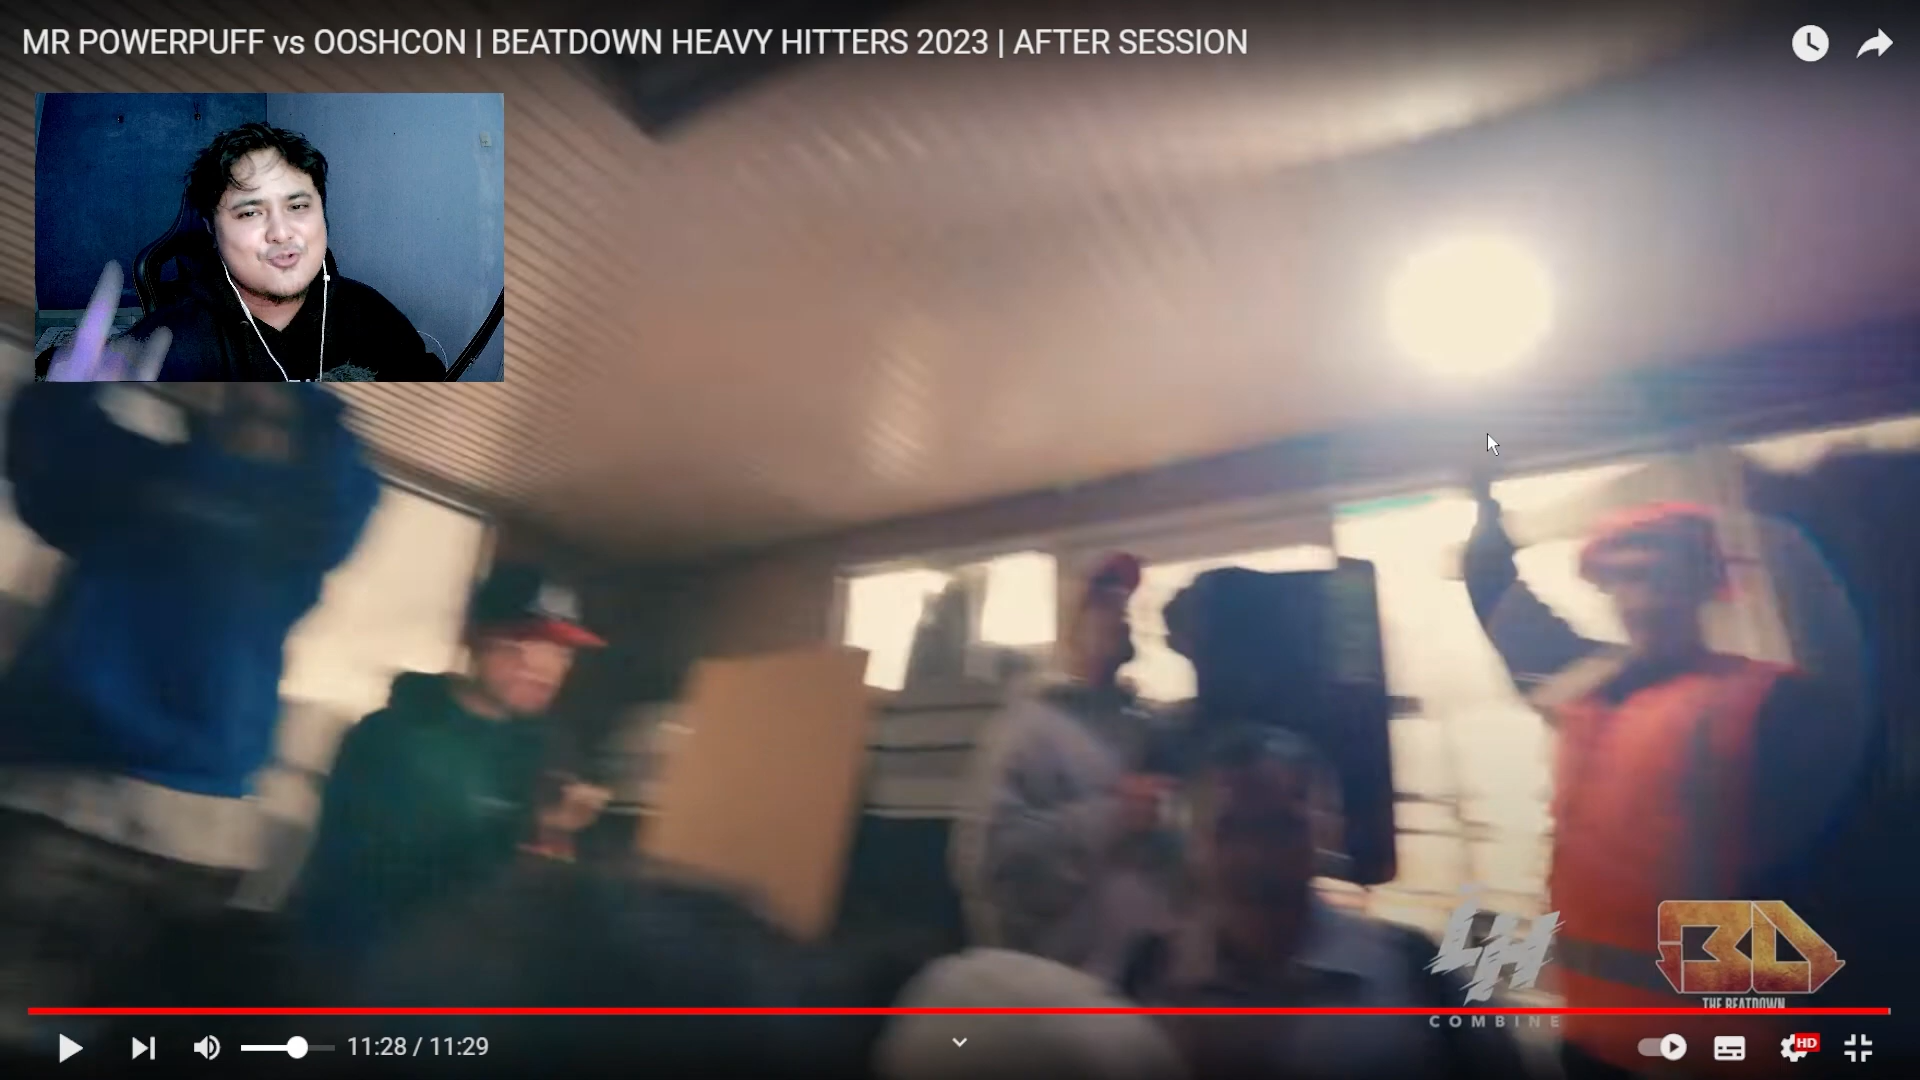 MR POWERPUFF vs OOSHCON | BEATDOWN HEAVY HITTERS 2023 | AFTER SESSION
LH
COMBINE
BD
THE BEATDOWN
11:28 / 11:29
HD